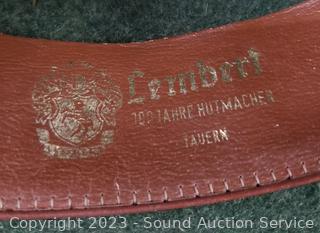 Lembert
100 JAHRE HUTMACHER
TAUERN
Copyright © 2023 - Sound Auction Service